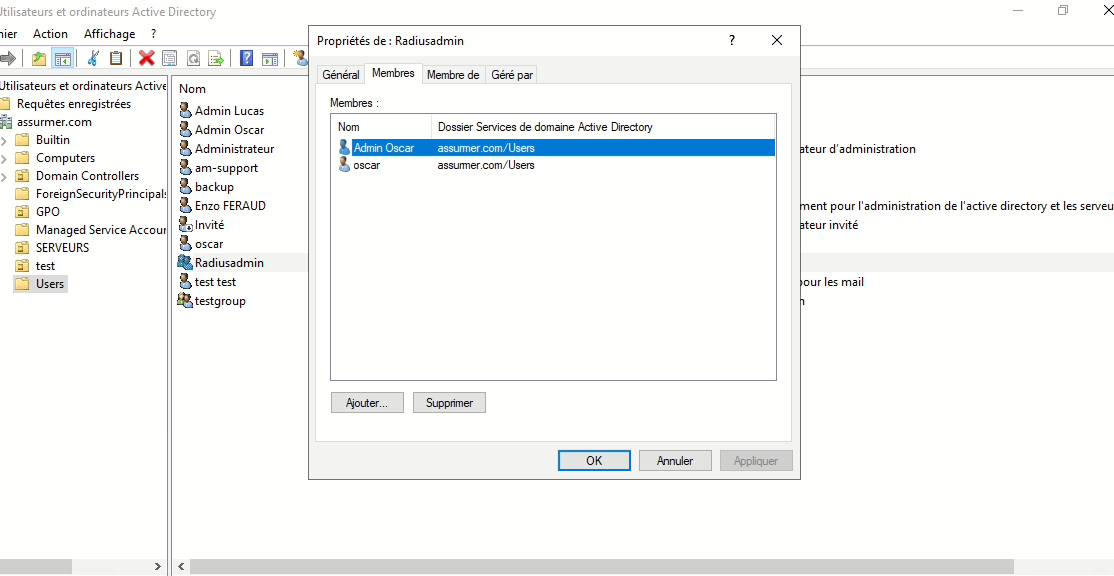 Utilisateurs et ordinateurs Active Directory
hier Action Affichage ?
Utilisateurs et ordinateurs Active
Requêtes enregistrées
assurmer.com
Builtin
Computers
Domain Controllers
ForeignSecurityPrincipals
GPO
Managed Service Accour
SERVEURS
test
Users
Nom
Admin Lucas
Admin Oscar
Administrateur
am-support
backup
Enzo FERAUD
Invité
oscar
Radiusadmin
test test
testgroup
Propriétés de : Radiusadmin
? 
Général Membres Membre de Géré par
Membres :
Nom Dossier Services de domaine Active Directory
Admin Oscar assurmer.com/Users
oscar assurmer.com/Users
Ajouter... Supprimer
OK Annuler Appliquer
ateur d'administration
ment pour l'administration de l'active directory et les serveu
ateur invité
pour les mail
n